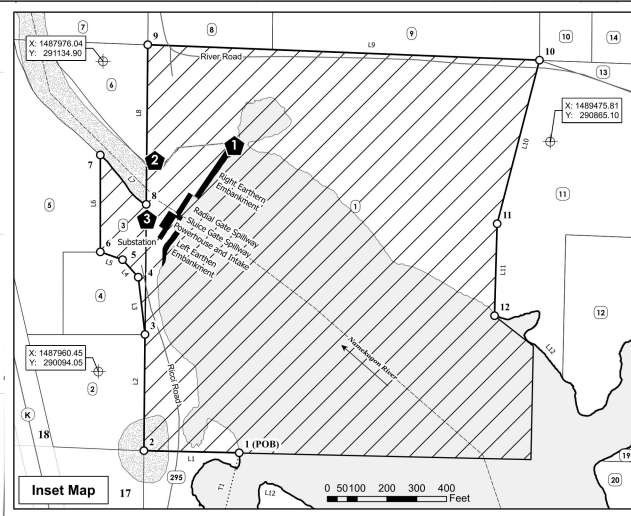 7
8
9
10
14
X: 1487976.04
Y: 291134.90
9
L9
10
River Road
13
6
X: 1489475.81
Y: 290865.10
L8
L10
1
2
7
L7
Right Earthern
Embankment
11
5
8
1
L6
3
3
Radial Gate Spillway
Sluice Gate Spillway
Powerhouse and Intake
Left Earthen
Embankment
Substation
11
6
5
L5
L4
4
L11
4
L3
12
12
3
Namekegon River
L12
X: 1487960.45
Y: 290094.05
2
L2
Ricci Road
K
18
2
L1
1 (POB)
295
T1
L12
19
20
17
Inset Map
0 50100 200 300 400
Feet